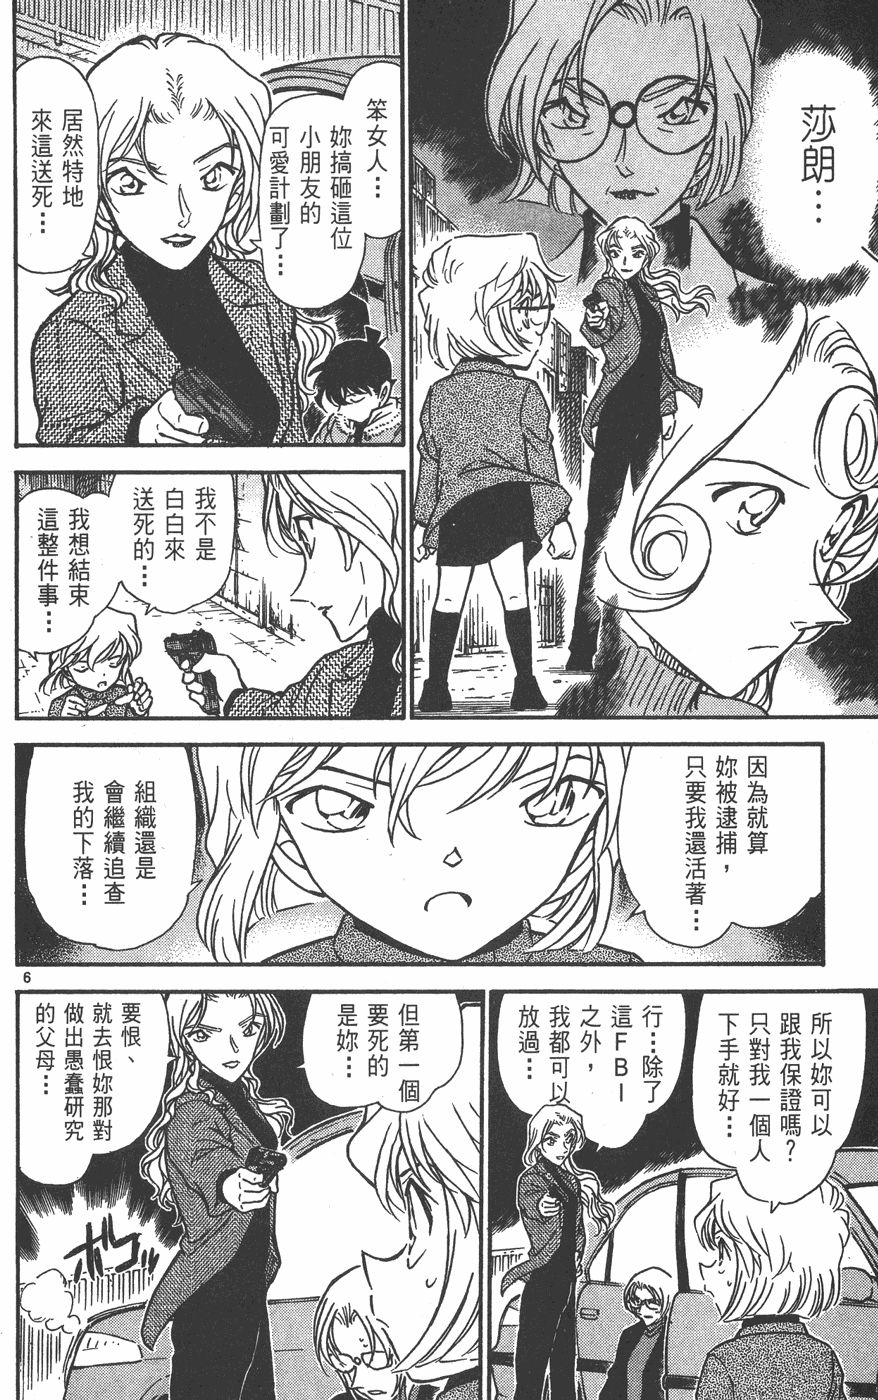 莎朗…
笨女人…
妳搞砸這位
小朋友的
可愛計劃了…
居然特地
來這送死…
我不是
白白來
送死的…
我想結束
這整件事…
因為就算
妳被逮捕，
只要我還活著…
組織還是
會繼續追查
我的下落…
6
所以妳可以
跟我保證嗎？
只對我一個人
下手就好…
行…除了
這FBI
之外，
我都可以
放過…
但第一個
要死的
是妳…
要恨、
就去恨妳那對
做出愚蠢研究
的父母…
ボコ